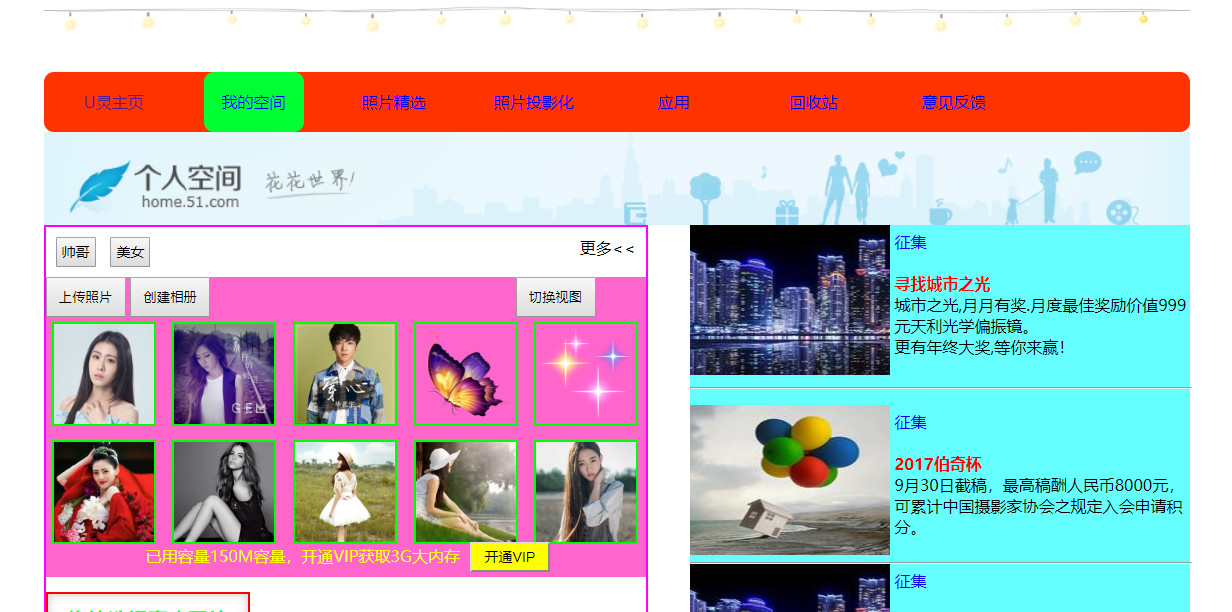 U灵主页 我的空间 照片精选 照片投影化 应用 回收站 意见反馈
个人空间 花花世界!
home.51.com
帅哥 美女 更多<<
上传照片 创建相册 切换视图
G.E.M
穿心
已用容量150M容量，开通VIP获取3G大内存 开通VIP
征集
寻找城市之光
城市之光,月月有奖.月度最佳奖励价值999
元天利光学偏振镜。
更有年终大奖,等你来赢！
征集
2017伯奇杯
9月30日截稿，最高稿酬人民币8000元，
可累计中国摄影家协会之规定入会申请积
分。
征集